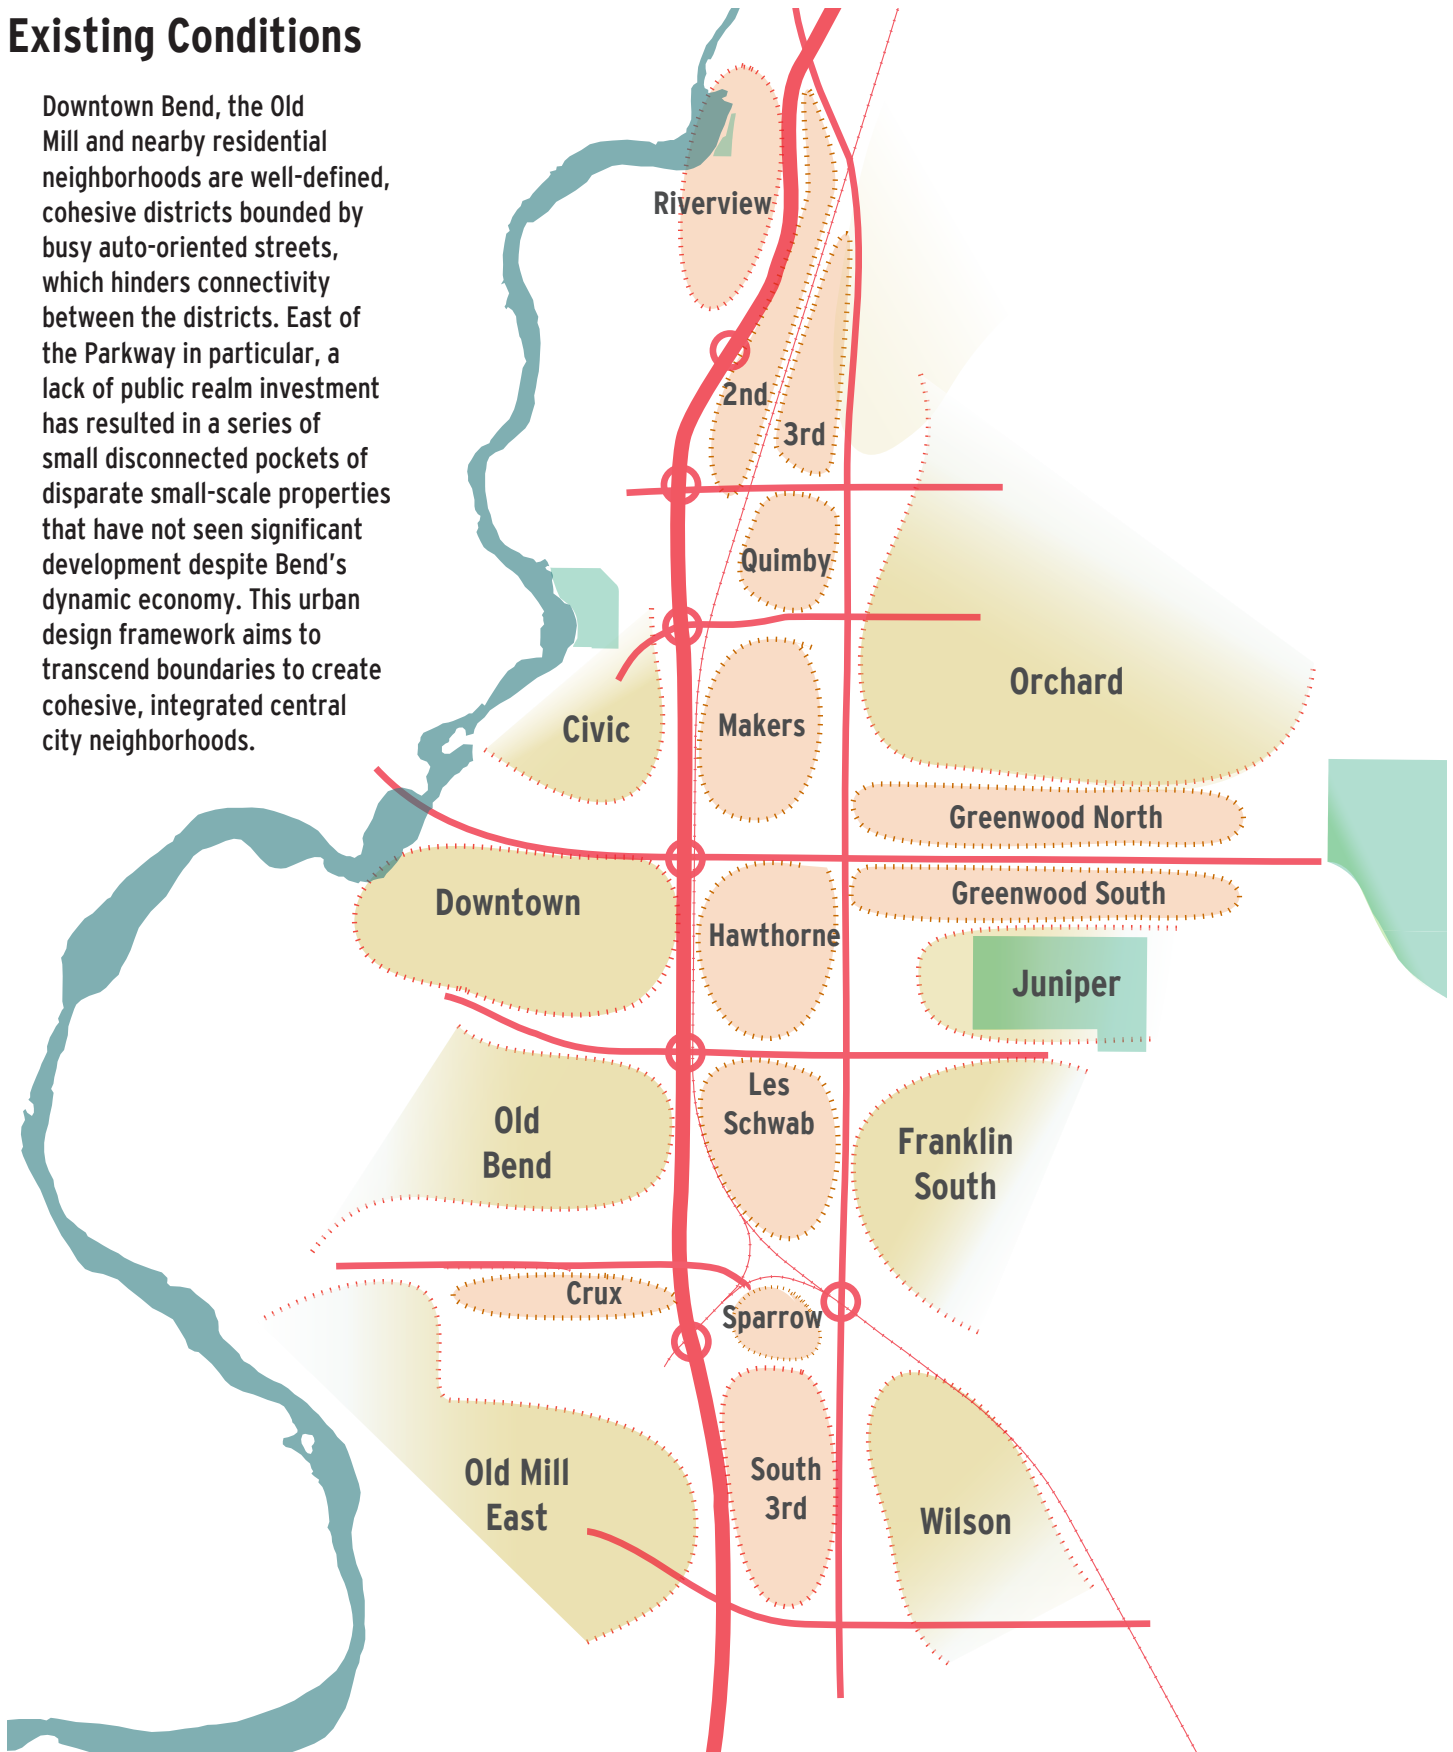 Existing Conditions
Downtown Bend, the Old
Mill and nearby residential
neighborhoods are well-defined,
cohesive districts bounded by
busy auto-oriented streets,
which hinders connectivity
between the districts. East of
the Parkway in particular, a
lack of public realm investment
has resulted in a series of
small disconnected pockets of
disparate small-scale properties
that have not seen significant
development despite Bend's
dynamic economy. This urban
design framework aims to
transcend boundaries to create
cohesive, integrated central
city neighborhoods.
Riverview
2nd
3rd
Quimby
Orchard
Civic
Makers
Greenwood North
Downtown
Greenwood South
Hawthorne
Juniper
Les
Schwab
Old
Bend
Franklin
South
Crux
Sparrow
Old Mill
East
South
3rd
Wilson